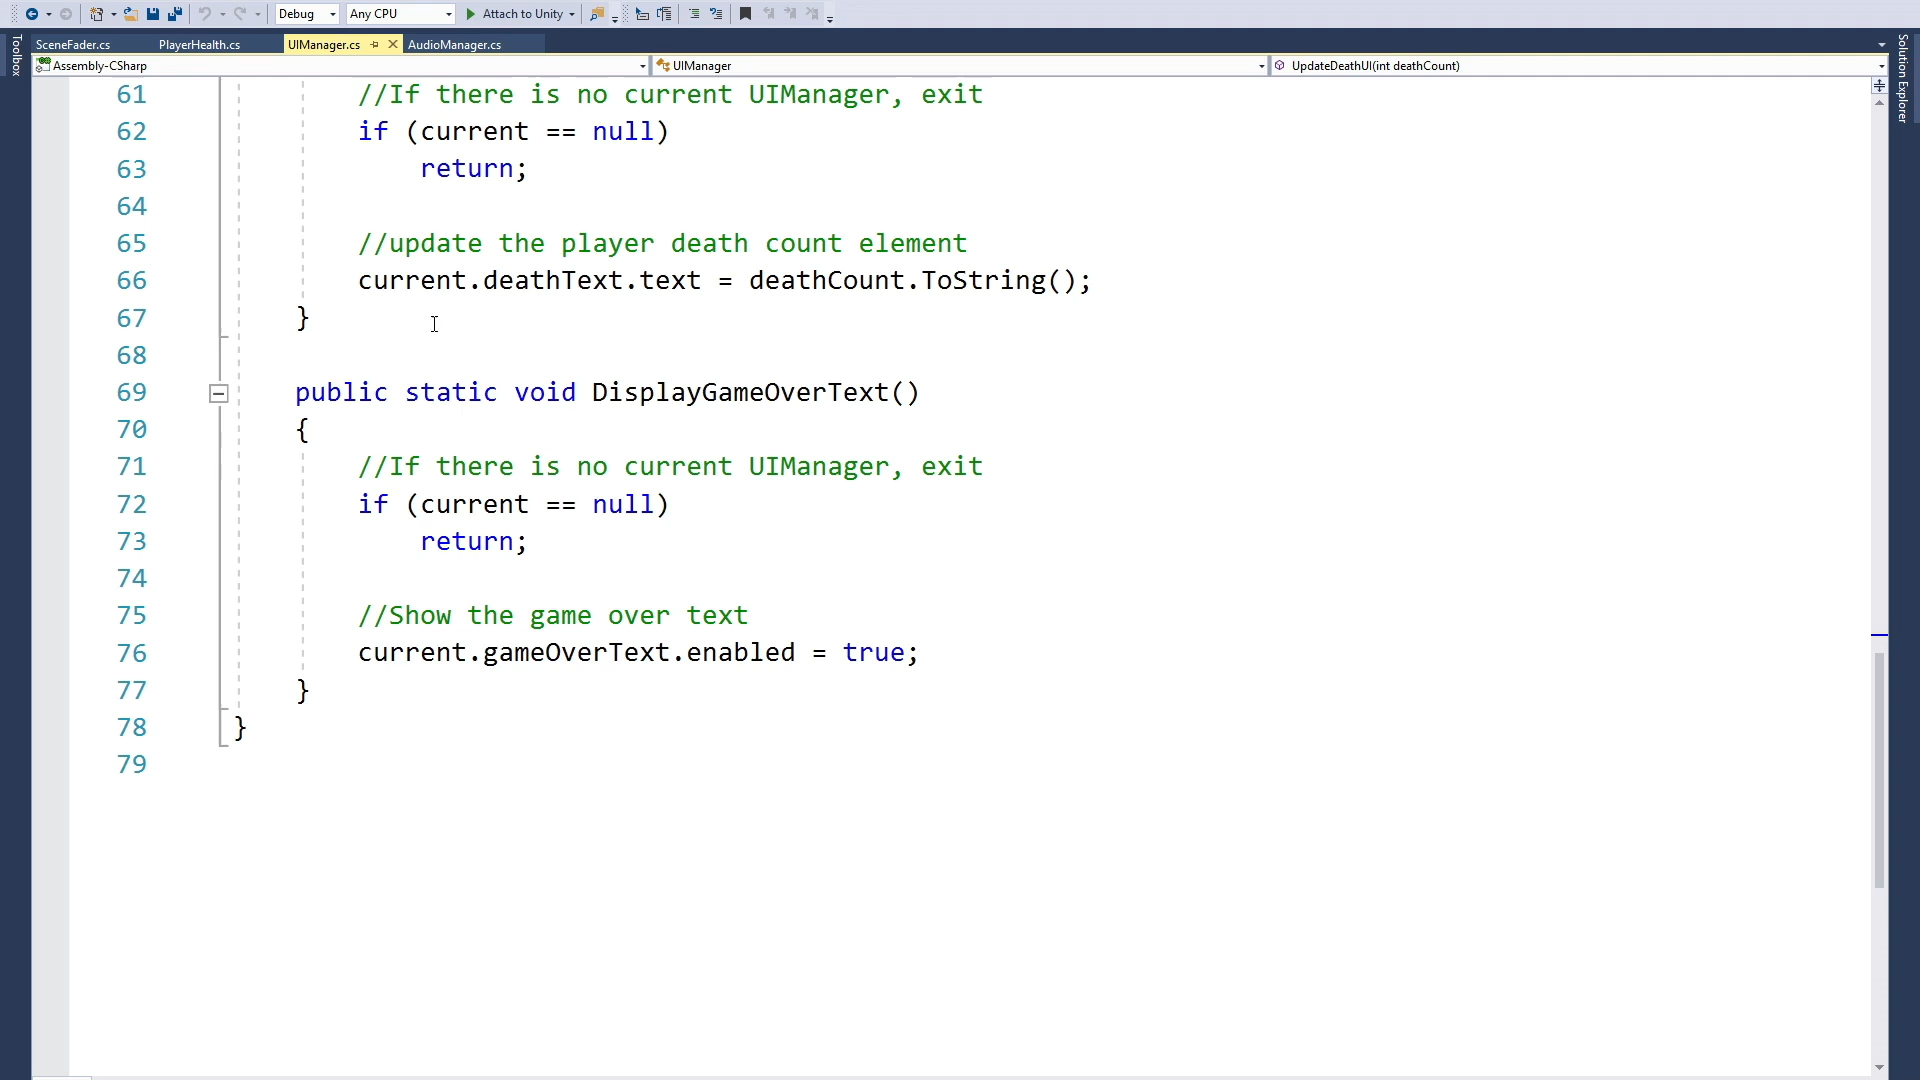 Debug Any CPU Attach to Unity
Toolbox
SceneFader.cs PlayerHealth.cs UIManager.cs AudioManager.cs
Assembly-CSharp UIManager UpdateDeathUI(int deathCount)
Solution Explorer
61 //If there is no current UIManager, exit
62 if (current == null)
63 return;
64
65 //update the player death count element
66 current.deathText.text = deathCount.ToString();
67 }
68
69 public static void DisplayGameOverText()
70 {
71 //If there is no current UIManager, exit
72 if (current == null)
73 return;
74
75 //Show the game over text
76 current.gameOverText.enabled = true;
77 }
78 }
79